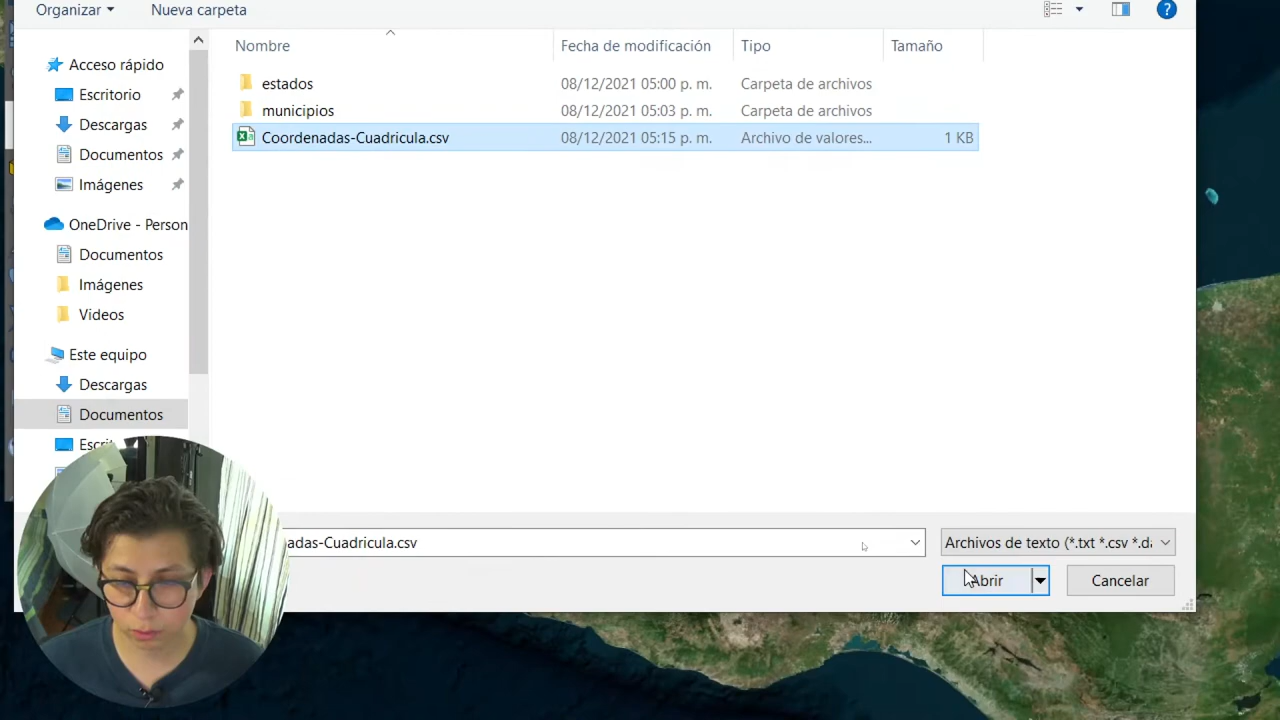 Organizar
Nueva carpeta
?
Nombre
Fecha de modificación
Tipo
Tamaño
Acceso rápido
Escritorio
Descargas
Documentos
Imágenes
OneDrive - Person
Documentos
Imágenes
Videos
Este equipo
Descargas
Documentos
estados 08/12/2021 05:00 p. m. Carpeta de archivos
municipios 08/12/2021 05:03 p. m. Carpeta de archivos
Coordenadas-Cuadricula.csv 08/12/2021 05:15 p. m. Archivo de valores... 1 KB
adas-Cuadricula.csv
Archivos de texto (*.txt *.csv *.da
Abrir
Cancelar